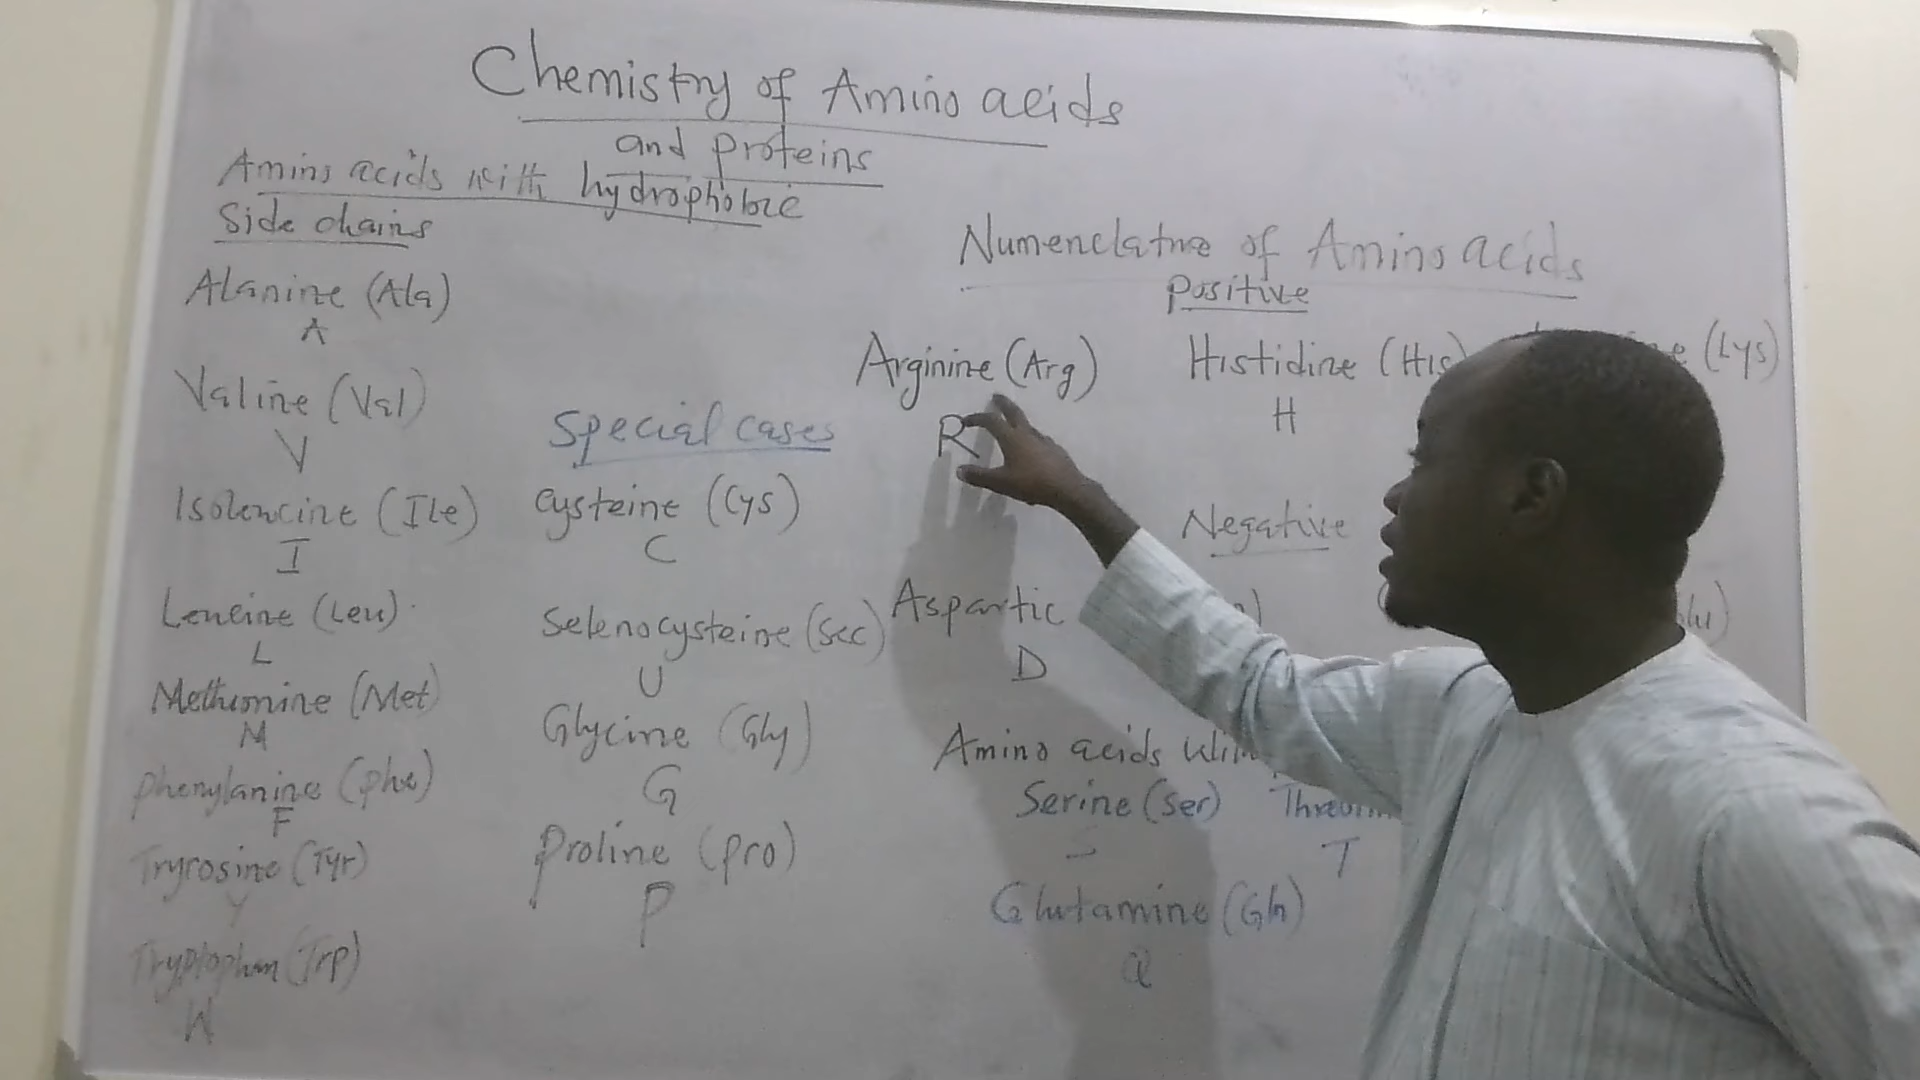 Chemistry of Amino acids
and proteins
Amino acids with hydrophobic
Side chains
Alanine (Ala)
A
Valine (Val)
V
Isoleucine (Ile)
I
Leucine (Leu)
L
Methionine (Met)
M
Phenylanine (phe)
F
Tryrosine (Tyr)
Y
Tryptophan (Trp)
W
Special cases
Cysteine (Cys)
C
Selenocysteine (Sec)
U
Glycine (Gly)
G
Proline (pro)
P
Numenclature of Amino acids
Positive
Arginine (Arg) Histidine (His) (Lys)
R H
Negative
Aspartic
D
Amino acids
Serine (ser)
T
Glutamine (Gln)
Q